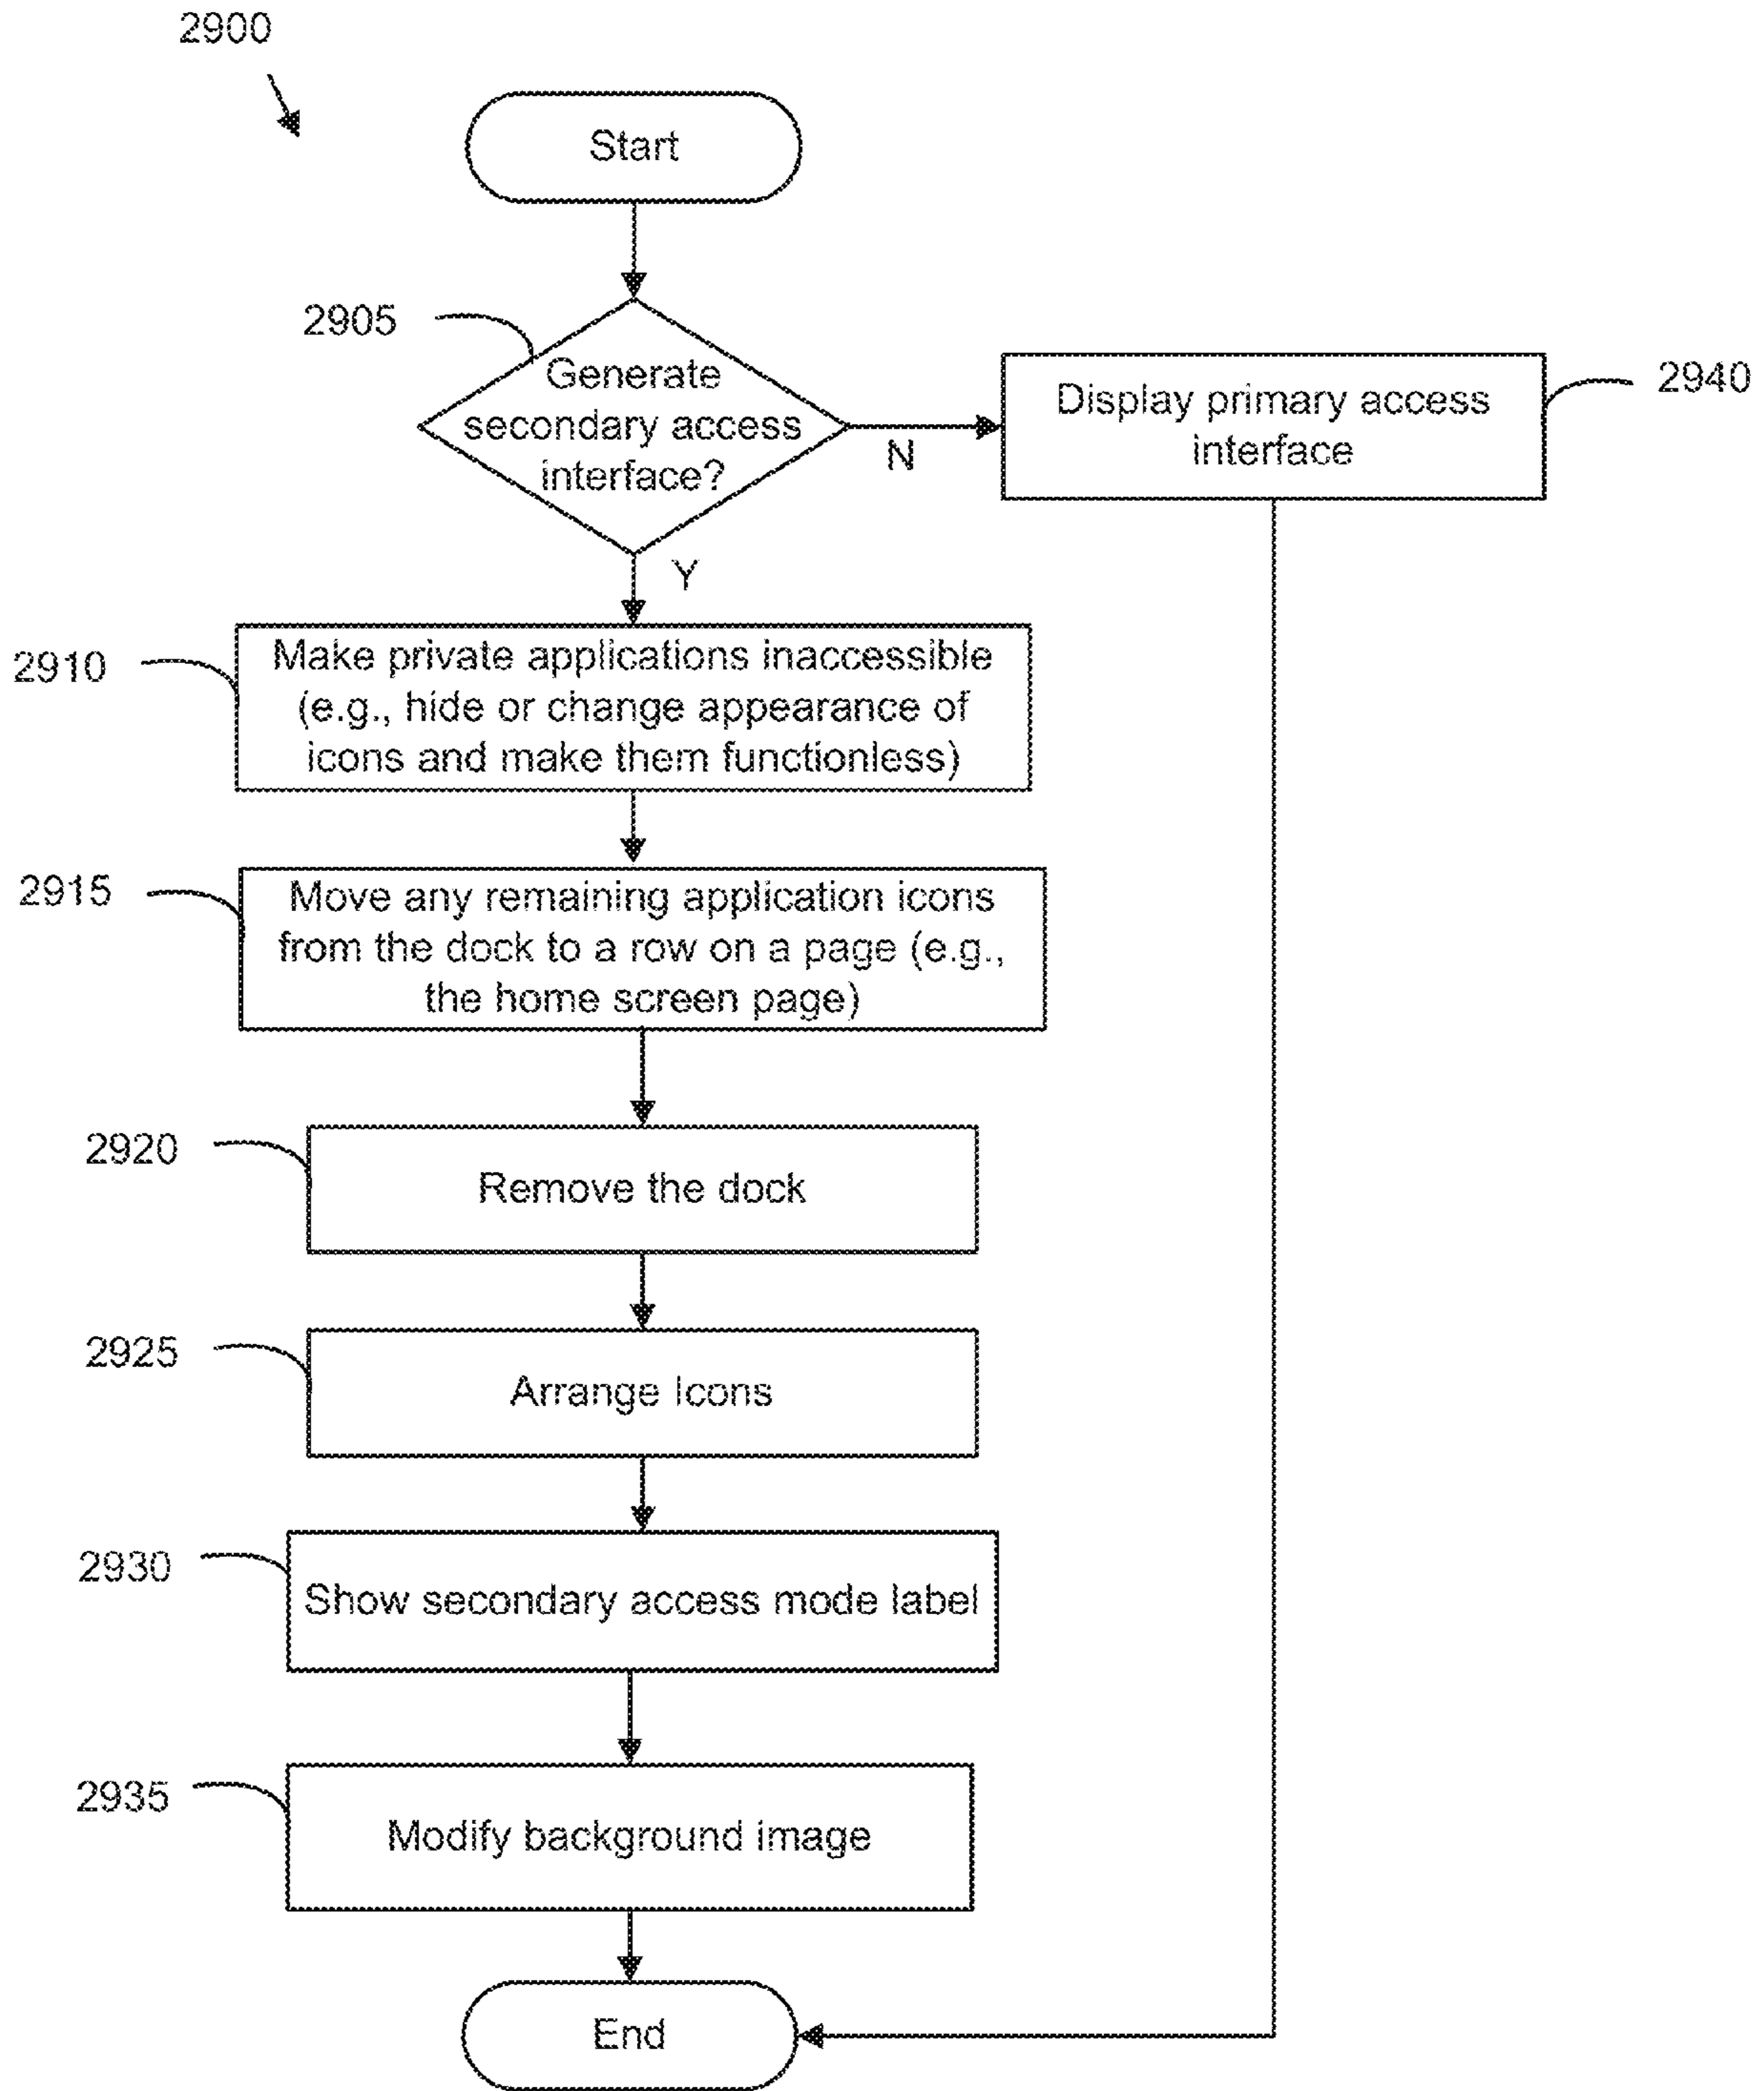 2900
Start
2905
Generate
secondary access
interface?
N
Display primary access
interface
2940
Y
2910
Make private applications inaccessible
(e.g., hide or change appearance of
icons and make them functionless)
2915
Move any remaining application icons
from the dock to a row on a page (e.g.,
the home screen page)
2920
Remove the dock
2925
Arrange Icons
2930
Show secondary access mode label
2935
Modify background image
End